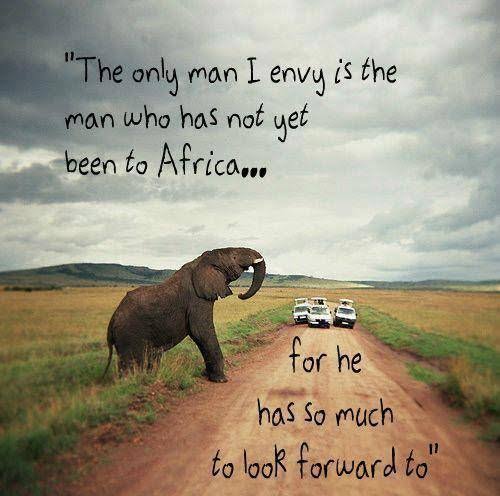 "The only man I envy is the
man who has not yet
been to Africa...
for he
has so much
to look forward to"